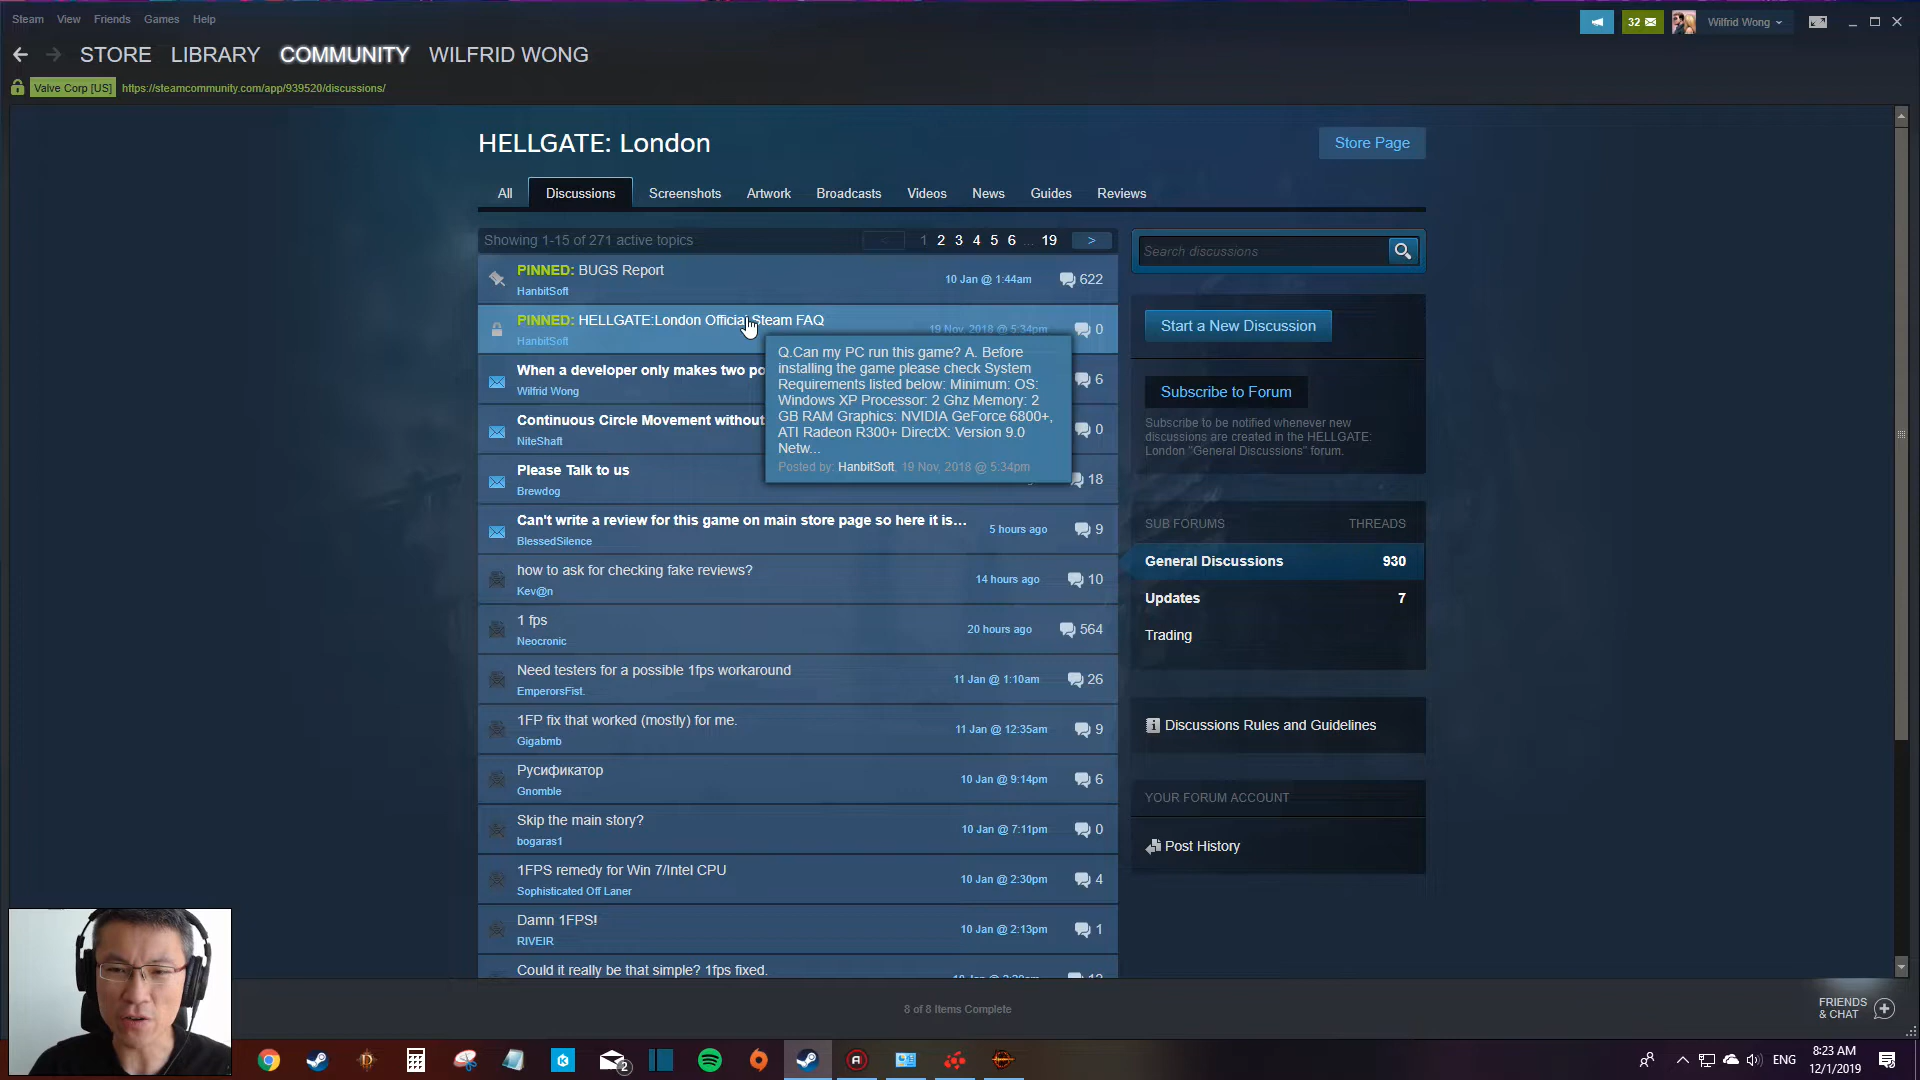 Steam View Friends Games Help
32
Wilfrid Wong
STORE LIBRARY COMMUNITY WILFRID WONG
Valve Corp [US] https://steamcommunity.com/app/939520/discussions/
HELLGATE: London
Store Page
All Discussions Screenshots Artwork Broadcasts Videos News Guides Reviews
Showing 1-15 of 271 active topics
< 1 2 3 4 5 6 ... 19 >
PINNED: BUGS Report
HanbitSoft
10 Jan @ 1:44am
622
PINNED: HELLGATE:London Official Steam FAQ
HanbitSoft
19 Nov, 2018 @ 5:34pm
0
Q.Can my PC run this game? A. Before
installing the game please check System
Requirements listed below: Minimum: OS:
Windows XP Processor: 2 Ghz Memory: 2
GB RAM Graphics: NVIDIA GeForce 6800+,
ATI Radeon R300+ DirectX: Version 9.0
Netw...
Posted by: HanbitSoft, 19 Nov, 2018 @ 5:34pm
When a developer only makes two po
Wilfrid Wong
6
Continuous Circle Movement without
NiteShaft
0
Please Talk to us
Brewdog
18
Can't write a review for this game on main store page so here it is...
BlessedSilence
5 hours ago
9
how to ask for checking fake reviews?
Kev@n
14 hours ago
10
1 fps
Neocronic
20 hours ago
564
Need testers for a possible 1fps workaround
EmperorsFist.
11 Jan @ 1:10am
26
1FP fix that worked (mostly) for me.
Gigabmb
11 Jan @ 12:35am
9
Русификатор
Gnomble
10 Jan @ 9:14pm
6
Skip the main story?
bogaras1
10 Jan @ 7:11pm
0
1FPS remedy for Win 7/Intel CPU
Sophisticated Off Laner
10 Jan @ 2:30pm
4
Damn 1FPS!
RIVEIR
10 Jan @ 2:13pm
1
Could it really be that simple? 1fps fixed.
Search discussions
Start a New Discussion
Subscribe to Forum
Subscribe to be notified whenever new
discussions are created in the HELLGATE:
London "General Discussions" forum.
SUB FORUMS THREADS
General Discussions 930
Updates 7
Trading
Discussions Rules and Guidelines
YOUR FORUM ACCOUNT
Post History
8 of 8 Items Complete
FRIENDS
& CHAT
2
ENG
8:23 AM
12/1/2019